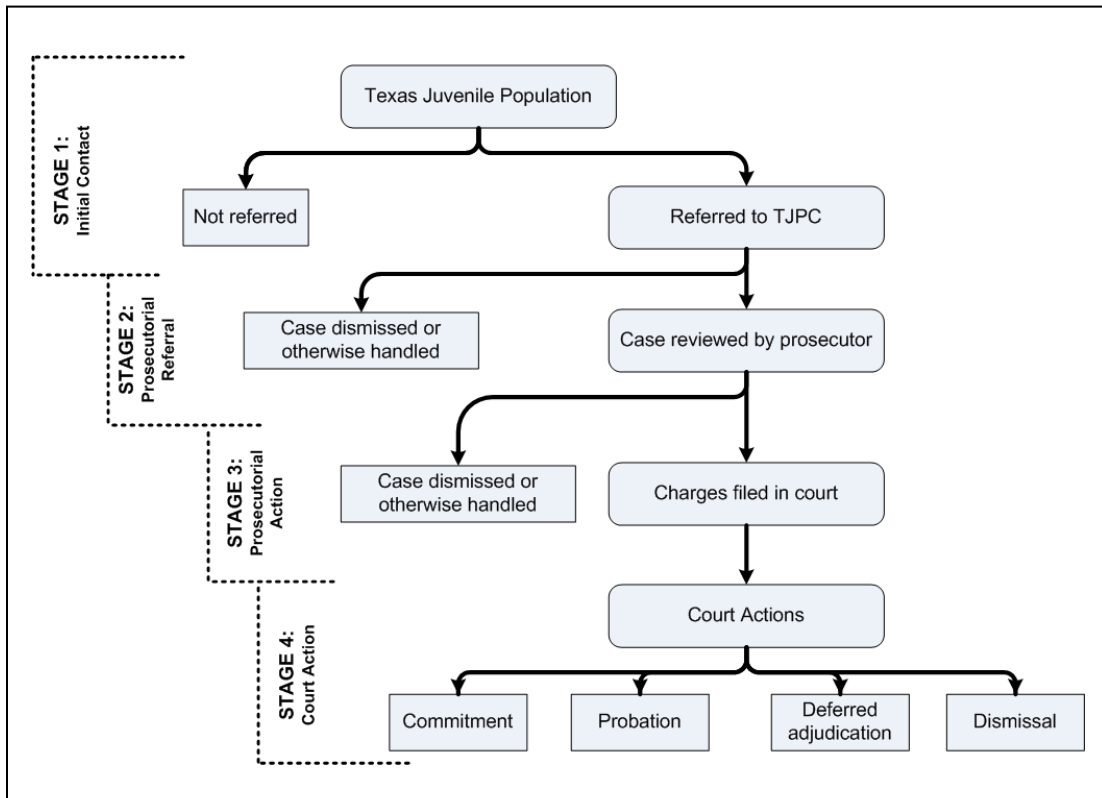 Texas Juvenile Population
STAGE 1:
Initial Contact
Not referred
Referred to TJPC
STAGE 2:
Prosecutorial
Referral
Case dismissed or
otherwise handled
Case reviewed by prosecutor
STAGE 3:
Prosecutorial
Action
Case dismissed or
otherwise handled
Charges filed in court
STAGE 4:
Court Action
Court Actions
Commitment
Probation
Deferred
adjudication
Dismissal